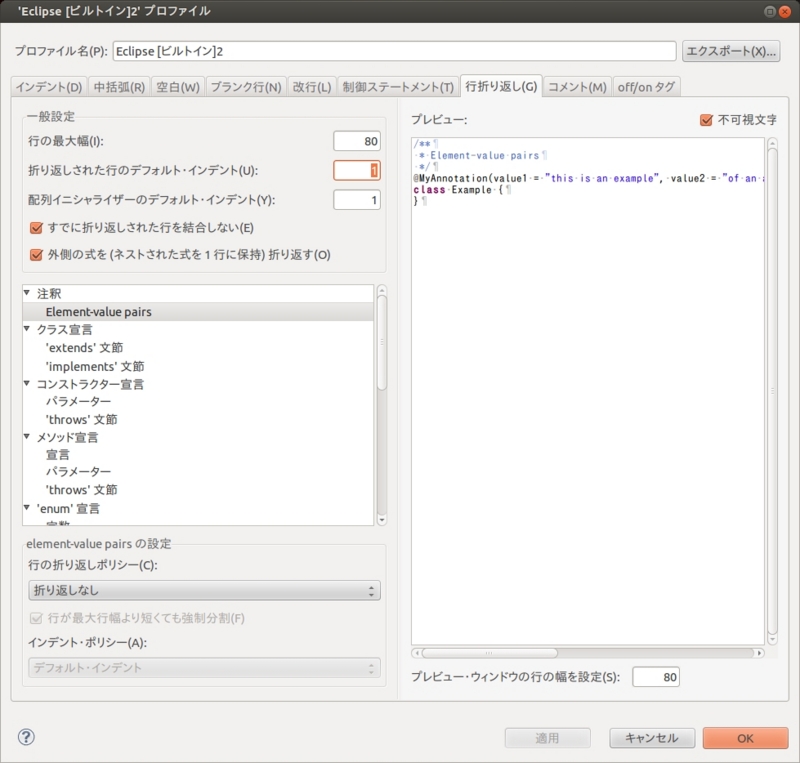 'Eclipse [ビルトイン]2' プロファイル
プロファイル名(P): Eclipse [ビルトイン]2 エクスポート(X)...
インデント(D) 中括弧(R) 空白(W) ブランク行(N) 改行(L) 制御ステートメント(T) 行折り返し(G) コメント(M) off/on タグ
一般設定
行の最大幅(I): 80
折り返しされた行のデフォルト・インデント(U): 1
配列イニシャライザーのデフォルト・インデント(Y): 1
すでに折り返しされた行を結合しない(E)
外側の式を (ネストされた式を 1 行に保持) 折り返す(O)
注釈
Element-value pairs
クラス宣言
'extends' 文節
'implements' 文節
コンストラクター宣言
パラメーター
'throws' 文節
メソッド宣言
宣言
パラメーター
'throws' 文節
'enum' 宣言
element-value pairs の設定
行の折り返しポリシー(C):
折り返しなし
行が最大行幅より短くても強制分割(F)
インデント・ポリシー(A):
デフォルト・インデント
プレビュー: 不可視文字
/**¶
·*·Element-value·pairs¶
·*/¶
@MyAnnotation(value1·=·"this·is·an·example",·value2·=·"of·an·a
class·Example·{¶
}¶
プレビュー・ウィンドウの行の幅を設定(S): 80
適用 キャンセル OK